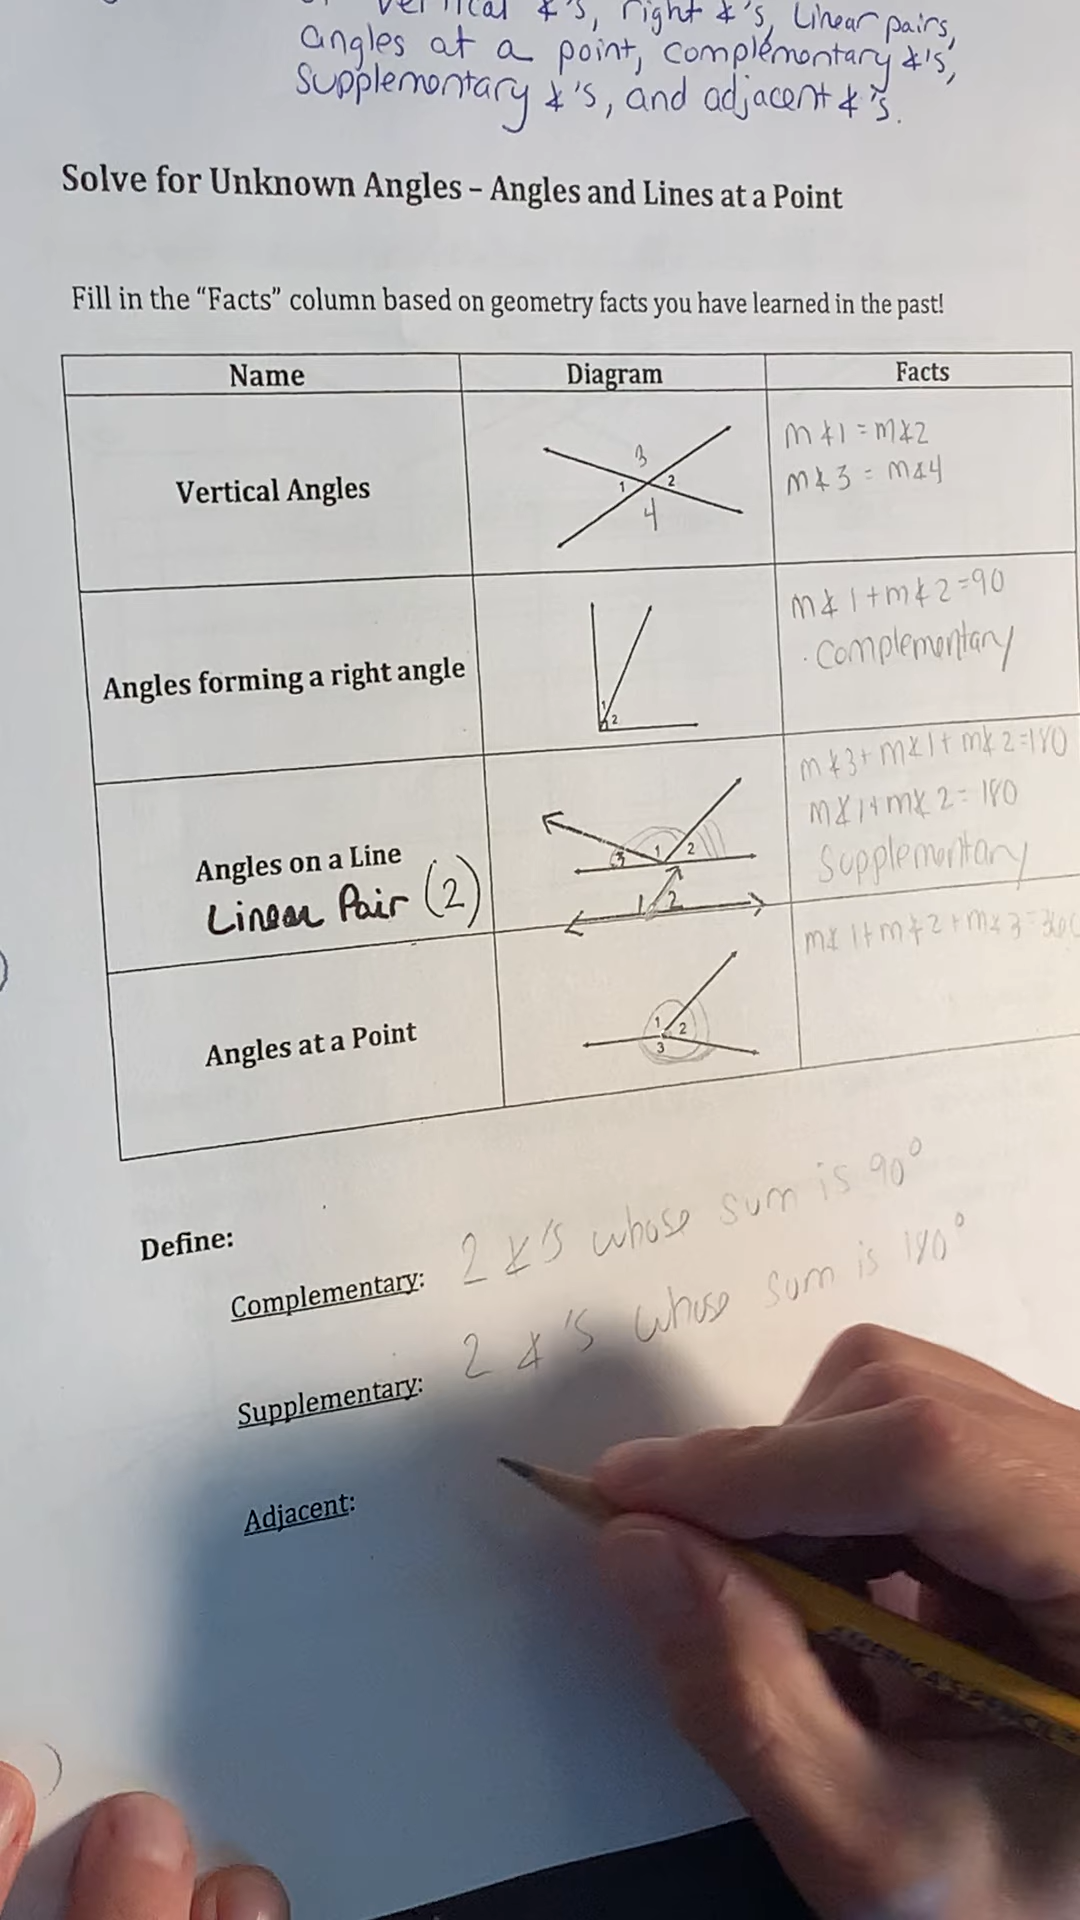 vertical ∡'s, right ∡'s, Linear pairs,
angles at a point, complementary ∡'s,
Supplementary ∡'s, and adjacent ∡'s.
Solve for Unknown Angles – Angles and Lines at a Point
Fill in the “Facts” column based on geometry facts you have learned in the past!
Name Diagram Facts
Vertical Angles
3
1 2
4
m∡1 = m∡2
m∡3 = m∡4
Angles forming a right angle
1
2
m∡1+m∡2=90
· Complementary
Angles on a Line
Linear Pair (2)
3 1 2
1 2
m∡3+m∡1+m∡2=180
m∡1+m∡2=180
Supplementary
Angles at a Point
1 2
3
m∡1+m∡2+m∡3=360
Define:
Complementary: 2 ∡'s whose sum is 90°
Supplementary: 2 ∡'s whose sum is 180°
Adjacent: